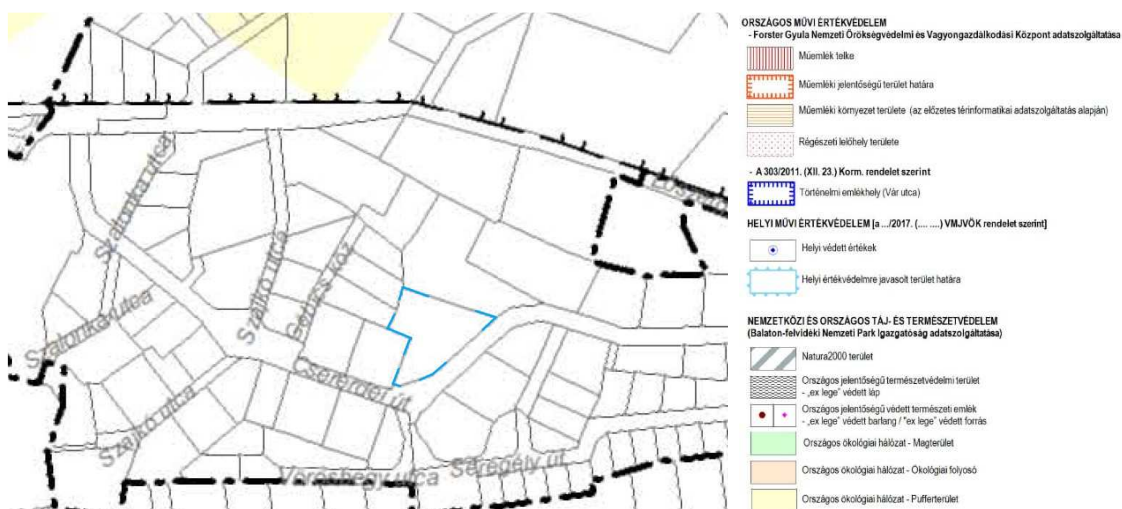 Szalonka utca
Szalonka utca
Szajkó utca
Szajkó utca
Gébics köz
Csererdei út
Seregély út
Vöröshegy utca
ORSZÁGOS MŰVI ÉRTÉKVÉDELEM
- Forster Gyula Nemzeti Örökségvédelmi és Vagyongazdálkodási Központ adatszolgáltatása
Műemlék telke
Műemléki jelentőségű terület határa
Műemléki környezet területe (az előzetes térinformatikai adatszolgáltatás alapján)
Régészeti lelőhely területe
- A 303/2011. (XII. 23.) Korm. rendelet szerint
Történelmi emlékhely (Vár utca)
HELYI MŰVI ÉRTÉKVÉDELEM [a .../2017. (.... ....) VMJVÖK rendelet szerint]
Helyi védett értékek
Helyi értékvédelmre javasolt terület határa
NEMZETKÖZI ÉS ORSZÁGOS TÁJ- ÉS TERMÉSZETVÉDELEM
(Balaton-felvidéki Nemzeti Park Igazgatóság adatszolgáltatása)
Natura2000 terület
Országos jelentőségű természetvédelmi terület
- „ex lege” védett láp
Országos jelentőségű védett természeti emlék
- „ex lege” védett barlang / "ex lege" védett forrás
Országos ökológiai hálózat - Magterület
Országos ökológiai hálózat - Ökológiai folyosó
Országos ökológiai hálózat - Pufferterület